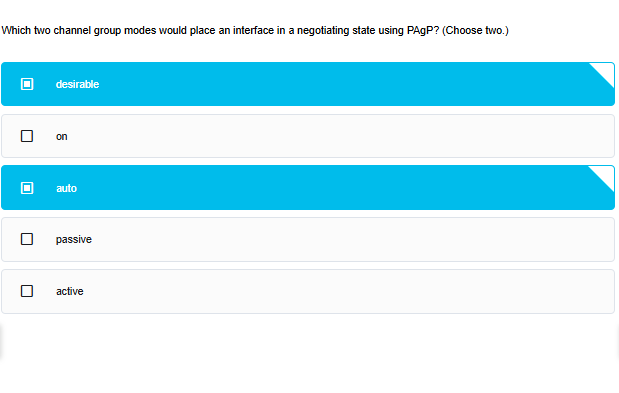 Which two channel group modes would place an interface in a negotiating state using PAgP? (Choose two.)
desirable
on
auto
passive
active